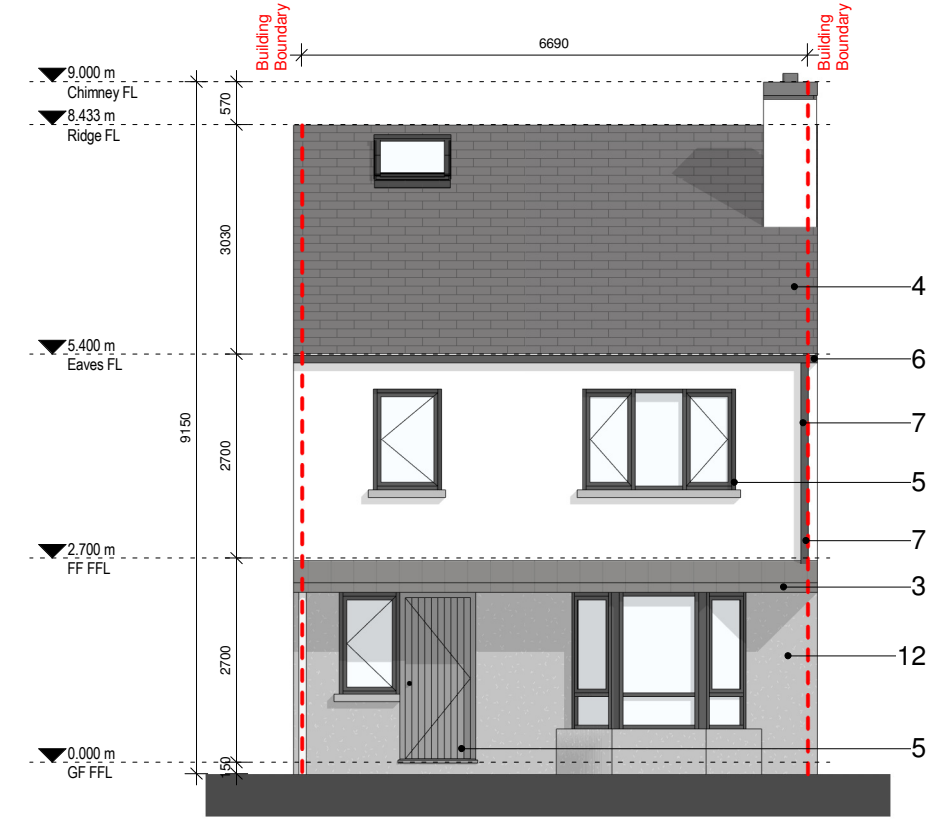 Building
Boundary
Building
Boundary
6690
9.000 m
Chimney FL
570
8.433 m
Ridge FL
3030
4
5.400 m
Eaves FL
6
7
9150
2700
5
7
2.700 m
FF FFL
3
12
2700
0.000 m
GF FFL
150
5